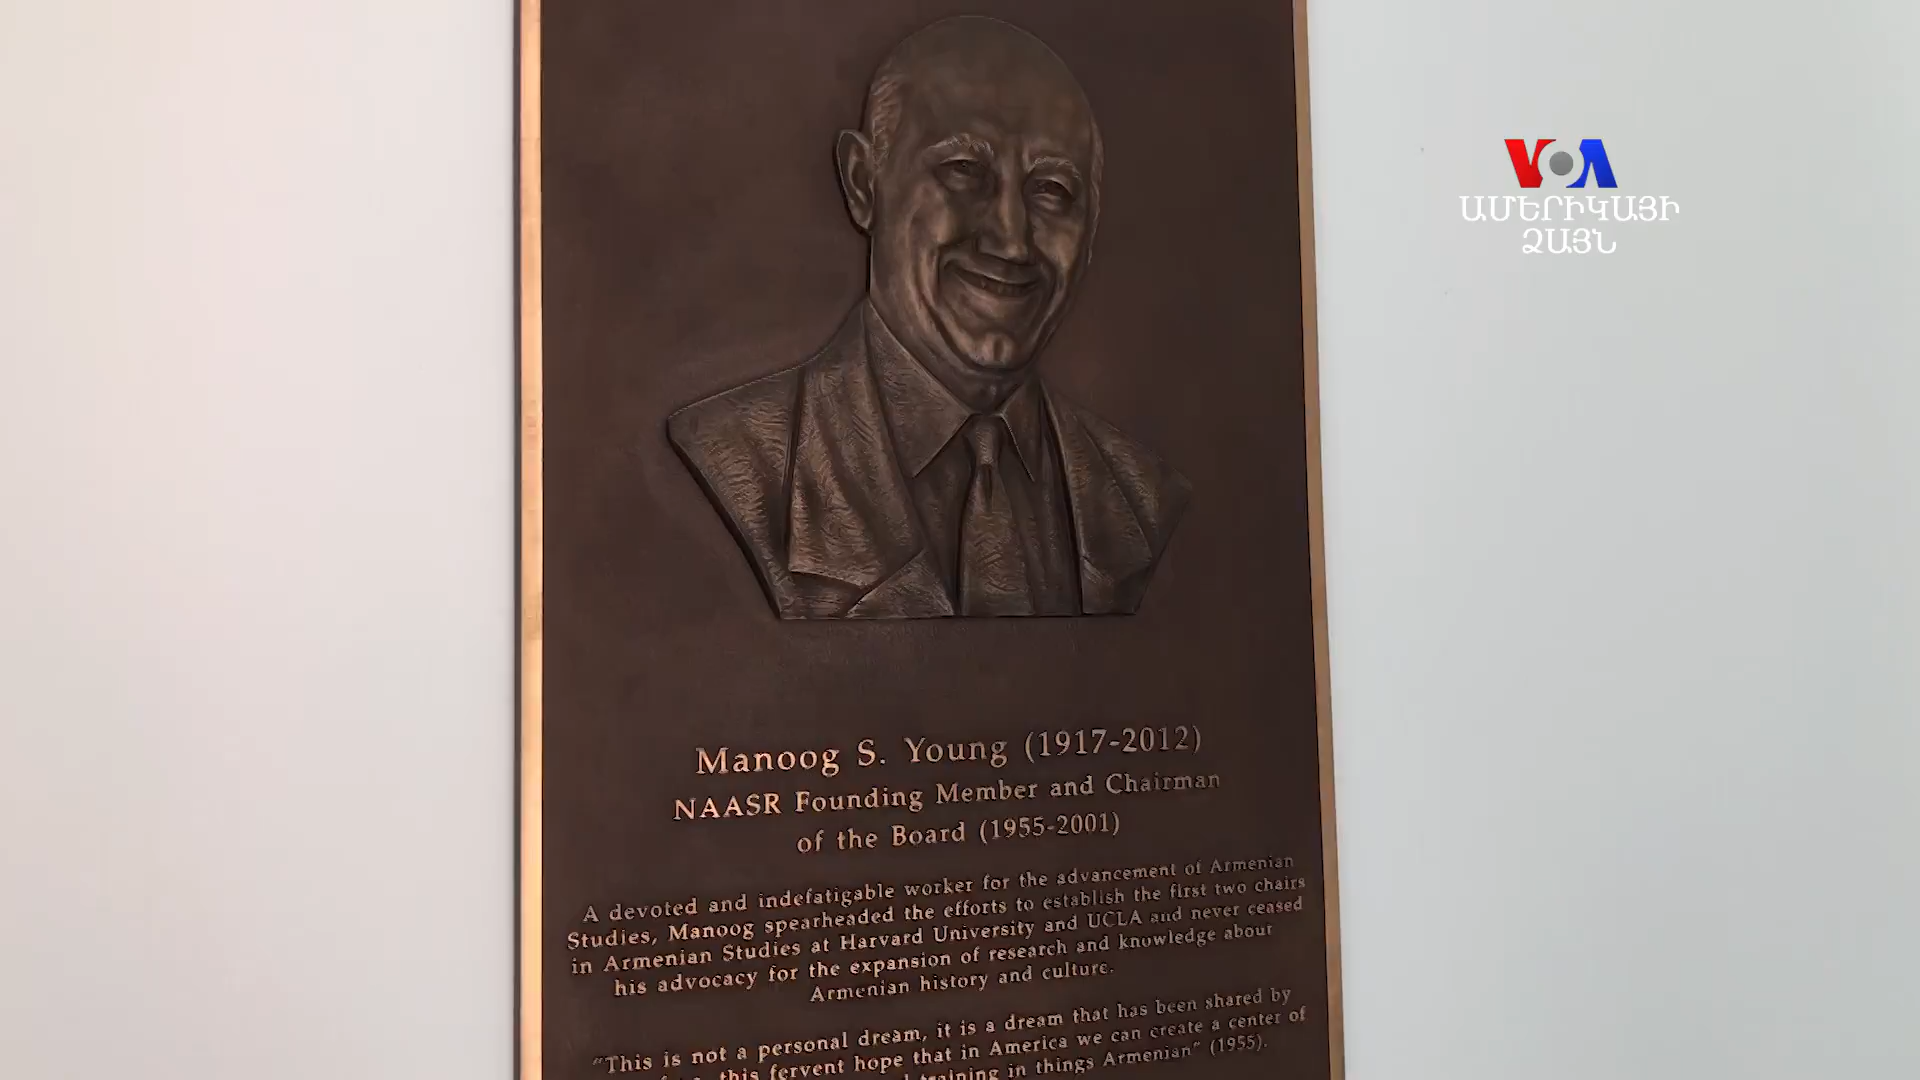 VOA
ԱՄԵՐԻԿԱՅԻ
ՁԱՅՆ
Manoog S. Young (1917-2012)
NAASR Founding Member and Chairman
of the Board (1955-2001)
A devoted and indefatigable worker for the advancement of Armenian
Studies, Manoog spearheaded the efforts to establish the first two chairs
in Armenian Studies at Harvard University and UCLA and never ceased
his advocacy for the expansion of research and knowledge about
Armenian history and culture.
"This is not a personal dream, it is a dream that has been shared by
this fervent hope that in America we can create a center of
training in things Armenian" (1955).